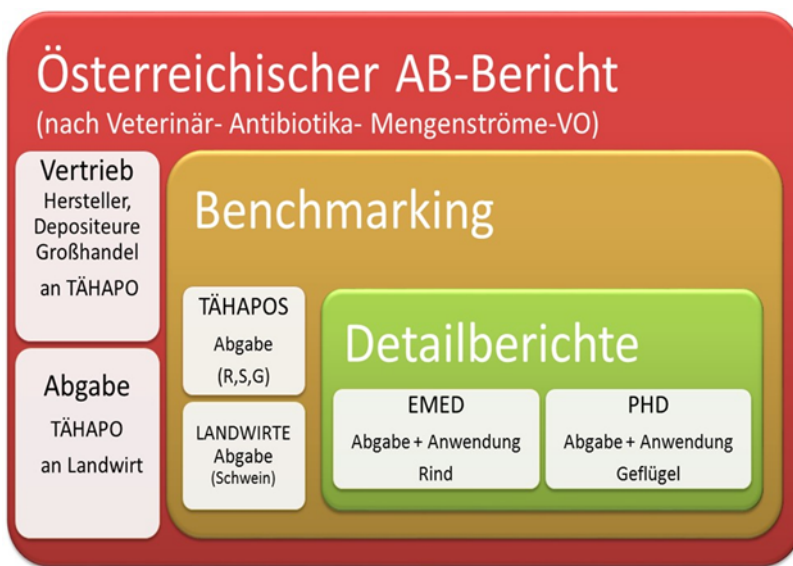 Österreichischer AB-Bericht
(nach Veterinär- Antibiotika- Mengenströme-VO)
Vertrieb
Hersteller,
Depositeure
Großhandel
an TÄHAPO
Abgabe
TÄHAPO
an Landwirt
Benchmarking
TÄHAPOS
Abgabe
(R,S,G)
LANDWIRTE
Abgabe
(Schwein)
Detailberichte
EMED
Abgabe + Anwendung
Rind
PHD
Abgabe + Anwendung
Geflügel